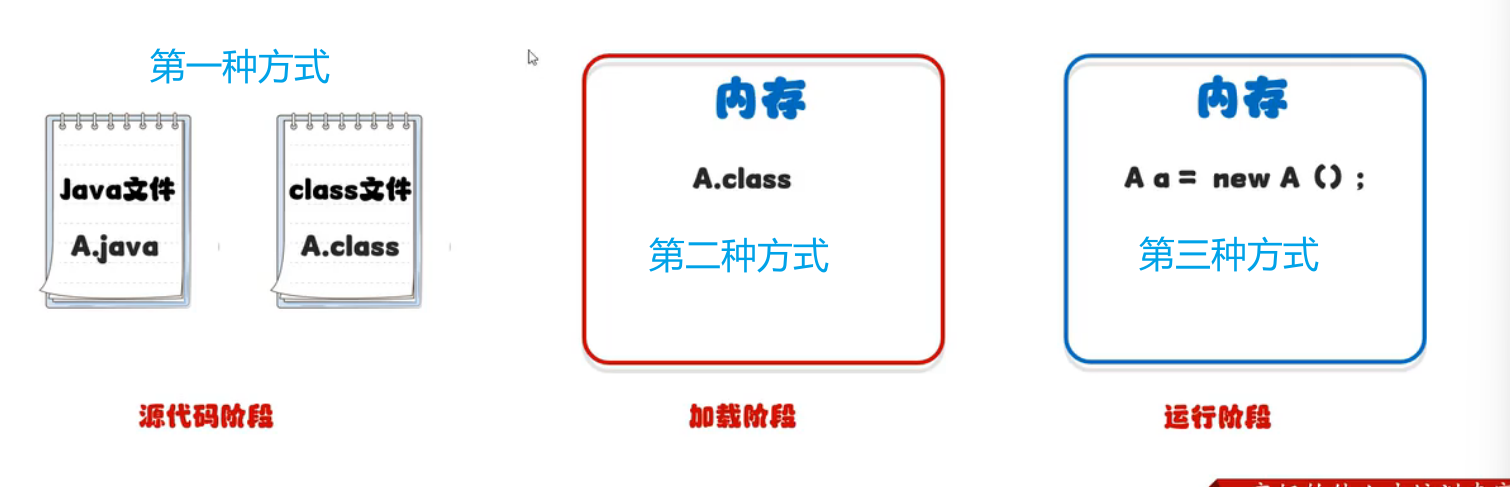 第一种方式
Java文件
A.java
class文件
A.class
源代码阶段
内存
A.class
第二种方式
加载阶段
内存
A a = new A () ;
第三种方式
运行阶段